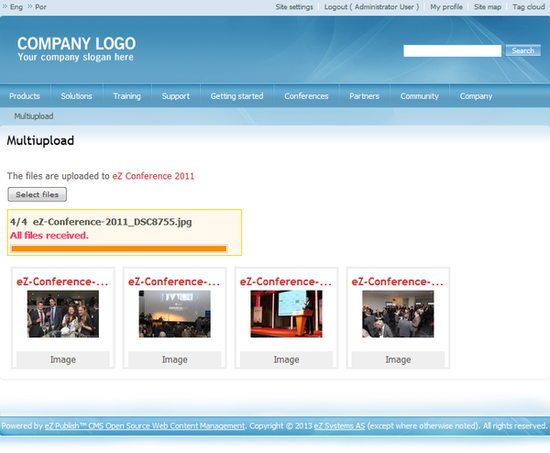 » Eng » Por Site settings Logout ( Administrator User ) My profile Site map Tag cloud
COMPANY LOGO
Your company slogan here
Search
Products Solutions Training Support Getting started Conferences Partners Community Company
Multiupload
Multiupload
The files are uploaded to eZ Conference 2011
Select files
4/4 eZ-Conference-2011_DSC8755.jpg
All files received.
eZ-Conference-... eZ-Conference-... eZ-Conference-... eZ-Conference-...
Image Image Image Image
Powered by eZ Publish™ CMS Open Source Web Content Management. Copyright © 2013 eZ Systems AS (except where otherwise noted). All rights reserved.